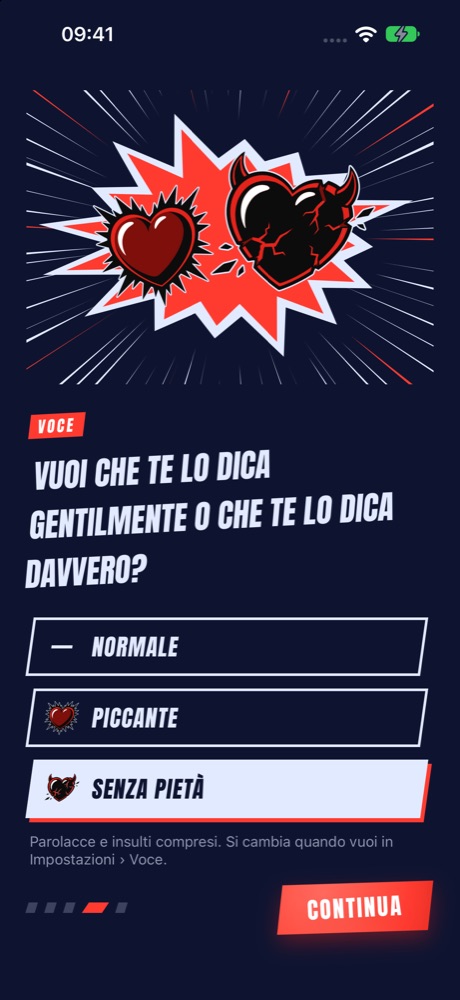 09:41
VOCE
VUOI CHE TE LO DICA
GENTILMENTE O CHE TE LO DICA
DAVVERO?
NORMALE
PICCANTE
SENZA PIETÀ
Parolacce e insulti compresi. Si cambia quando vuoi in
Impostazioni › Voce.
CONTINUA